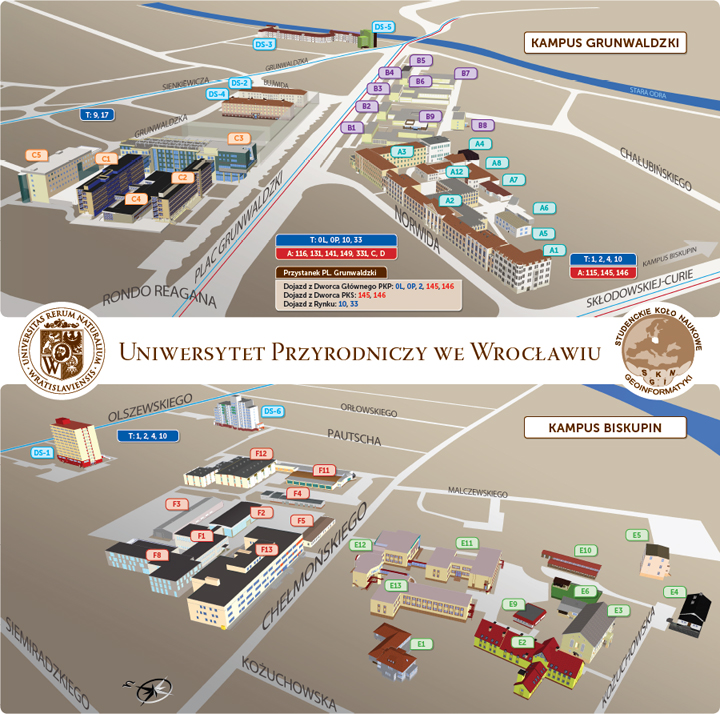 KAMPUS GRUNWALDZKI
DS-5
DS-3
GRUNWALDZKA
SIENKIEWICZA
BUJWIDA
DS-2
DS-4
STARA ODRA
B5
B4
B7
B6
B3
B2
B9
B1
B8
T: 9, 17
GRUNWALDZKA
C5
C1
C3
C2
C4
A3
A4
A8
A12
A7
A2
A6
A5
A1
CHAŁUBIŃSKIEGO
NORWIDA
PLAC GRUNWALDZKI
RONDO REAGANA
T: 0L, 0P, 10, 33
A: 116, 131, 141, 149, 331, C, D
Przystanek PL. Grunwaldzki
Dojazd z Dworca Głównego PKP: 0L, 0P, 2, 145, 146
Dojazd z Dworca PKS: 145, 146
Dojazd z Rynku: 10, 33
T: 1, 2, 4, 10
A: 115, 145, 146
KAMPUS BISKUPIN
SKŁODOWSKIEJ-CURIE
UNIVERSITAS RERUM NATURALIUM
WRATISLAVIENSIS
W
UNIWERSYTET PRZYRODNICZY WE WROCŁAWIU
STUDENCKIE KOŁO NAUKOWE
SKN
GI
GEOINFORMATYKI
KAMPUS BISKUPIN
OLSZEWSKIEGO
DS-6
ORŁOWSKIEGO
DS-1
T: 1, 2, 4, 10
PAUTSCHA
F12
F11
F4
F3
F2
F5
F1
F8
F13
MALCZEWSKIEGO
CHEŁMOŃSKIEGO
E12
E11
E10
E5
E13
E6
E4
E9
E3
E1
E2
KOŻUCHOWSKA
KOŻUCHOWSKA
SIEMIRADZKIEGO